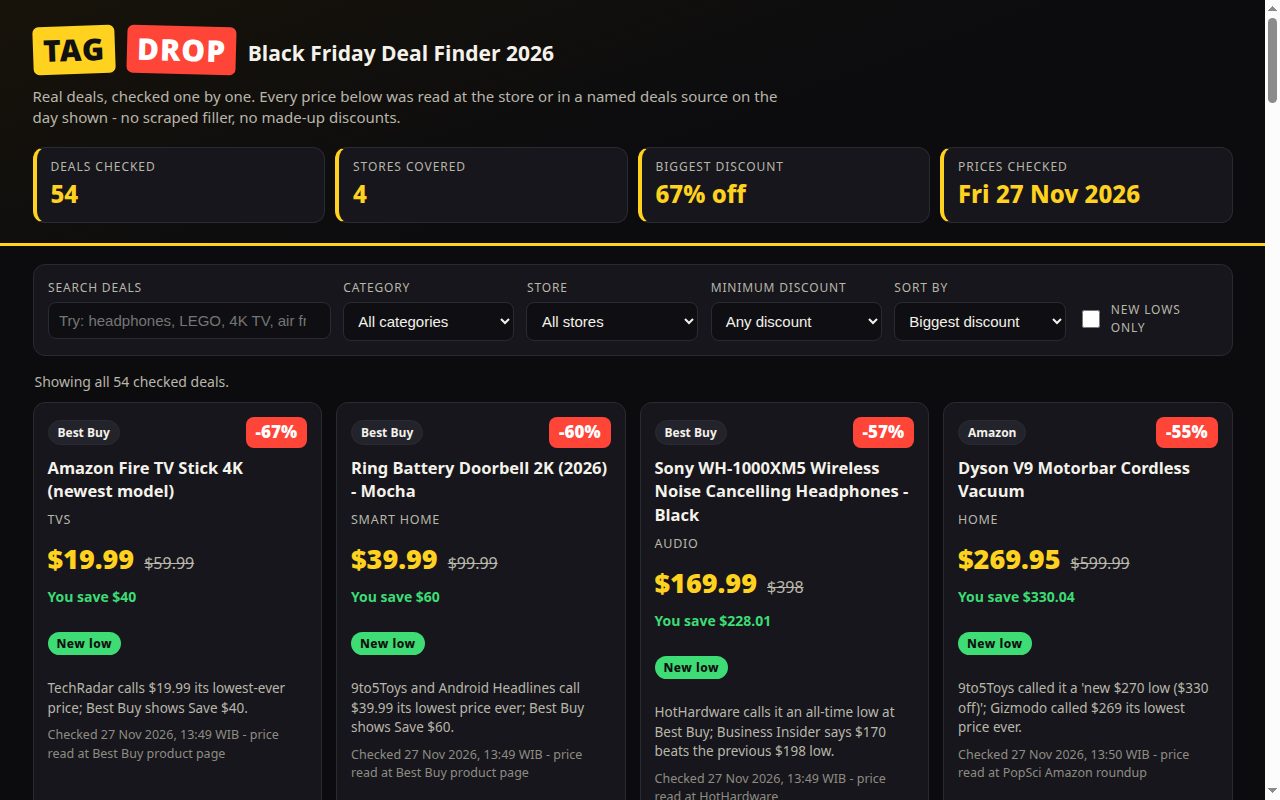 TAG DROP Black Friday Deal Finder 2026
Real deals, checked one by one. Every price below was read at the store or in a named deals source on the
day shown - no scraped filler, no made-up discounts.
DEALS CHECKED
54
STORES COVERED
4
BIGGEST DISCOUNT
67% off
PRICES CHECKED
Fri 27 Nov 2026
SEARCH DEALS
Try: headphones, LEGO, 4K TV, air fr
CATEGORY
All categories
STORE
All stores
MINIMUM DISCOUNT
Any discount
SORT BY
Biggest discount
NEW LOWS
ONLY
Showing all 54 checked deals.
Best Buy
-67%
Amazon Fire TV Stick 4K
(newest model)
TVS
$19.99 $59.99
You save $40
New low
TechRadar calls $19.99 its lowest-ever
price; Best Buy shows Save $40.
Checked 27 Nov 2026, 13:49 WIB - price
read at Best Buy product page
Best Buy
-60%
Ring Battery Doorbell 2K (2026)
- Mocha
SMART HOME
$39.99 $99.99
You save $60
New low
9to5Toys and Android Headlines call
$39.99 its lowest price ever; Best Buy
shows Save $60.
Checked 27 Nov 2026, 13:49 WIB - price
read at Best Buy product page
Best Buy
-57%
Sony WH-1000XM5 Wireless
Noise Cancelling Headphones -
Black
AUDIO
$169.99 $398
You save $228.01
New low
HotHardware calls it an all-time low at
Best Buy; Business Insider says $170
beats the previous $198 low.
Checked 27 Nov 2026, 13:49 WIB - price
read at HotHardware
Amazon
-55%
Dyson V9 Motorbar Cordless
Vacuum
HOME
$269.95 $599.99
You save $330.04
New low
9to5Toys called it a 'new $270 low ($330
off)'; Gizmodo called $269 its lowest
price ever.
Checked 27 Nov 2026, 13:50 WIB - price
read at PopSci Amazon roundup